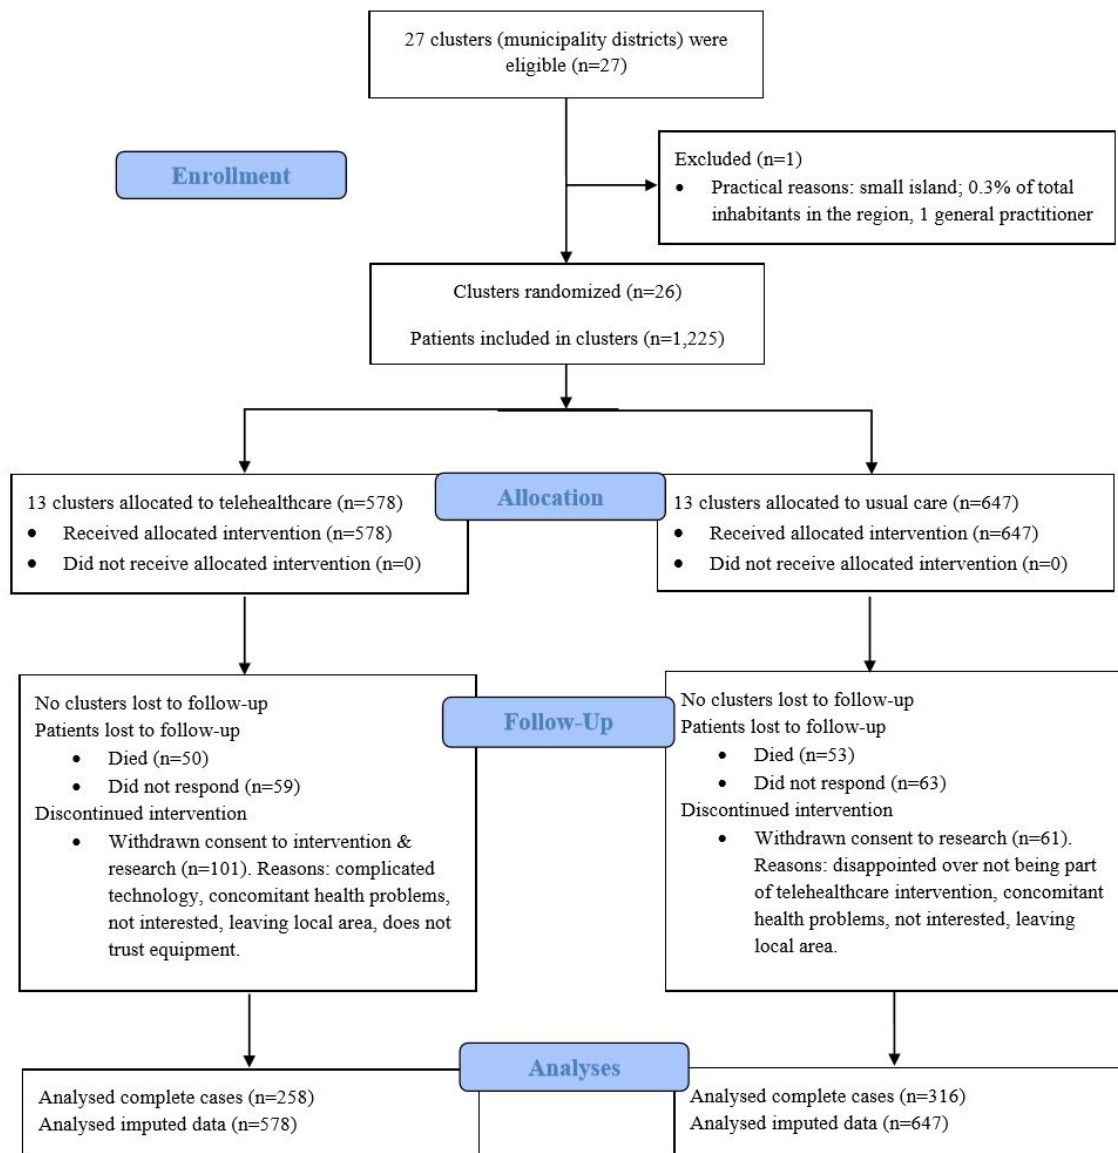 27 clusters (municipality districts) were
eligible (n=27)
Enrollment
Excluded (n=1)
• Practical reasons: small island; 0.3% of total
inhabitants in the region, 1 general practitioner
Clusters randomized (n=26)
Patients included in clusters (n=1,225)
Allocation
13 clusters allocated to telehealthcare (n=578)
• Received allocated intervention (n=578)
• Did not receive allocated intervention (n=0)
13 clusters allocated to usual care (n=647)
• Received allocated intervention (n=647)
• Did not receive allocated intervention (n=0)
Follow-Up
No clusters lost to follow-up
Patients lost to follow-up
• Died (n=50)
• Did not respond (n=59)
Discontinued intervention
• Withdrawn consent to intervention &
research (n=101). Reasons: complicated
technology, concomitant health problems,
not interested, leaving local area, does not
trust equipment.
No clusters lost to follow-up
Patients lost to follow-up
• Died (n=53)
• Did not respond (n=63)
Discontinued intervention
• Withdrawn consent to research (n=61).
Reasons: disappointed over not being part
of telehealthcare intervention, concomitant
health problems, not interested, leaving
local area.
Analyses
Analysed complete cases (n=258)
Analysed imputed data (n=578)
Analysed complete cases (n=316)
Analysed imputed data (n=647)